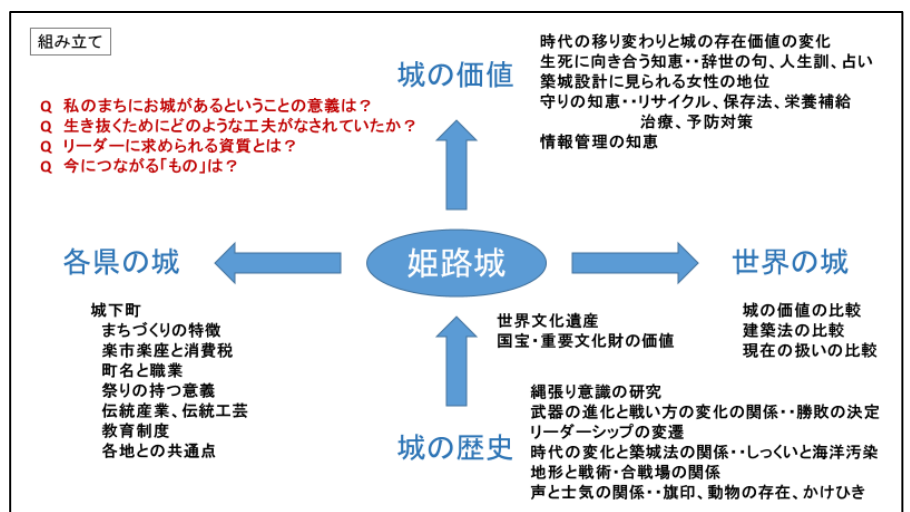 組み立て
Q 私のまちにお城があるということの意義は？
Q 生き抜くためにどのような工夫がなされていたか？
Q リーダーに求められる資質とは？
Q 今につながる「もの」は？
城の価値
時代の移り変わりと城の存在価値の変化
生死に向き合う知恵・・辞世の句、人生訓、占い
築城設計に見られる女性の地位
守りの知恵・・リサイクル、保存法、栄養補給
治療、予防対策
情報管理の知恵
各県の城
姫路城
世界の城
城下町
まちづくりの特徴
楽市楽座と消費税
町名と職業
祭りの持つ意義
伝統産業、伝統工芸
教育制度
各地との共通点
世界文化遺産
国宝・重要文化財の価値
城の価値の比較
建築法の比較
現在の扱いの比較
城の歴史
縄張り意識の研究
武器の進化と戦い方の変化の関係・・勝敗の決定
リーダーシップの変遷
時代の変化と築城法の関係・・しっくいと海洋汚染
地形と戦術・合戦場の関係
声と士気の関係・・旗印、動物の存在、かけひき